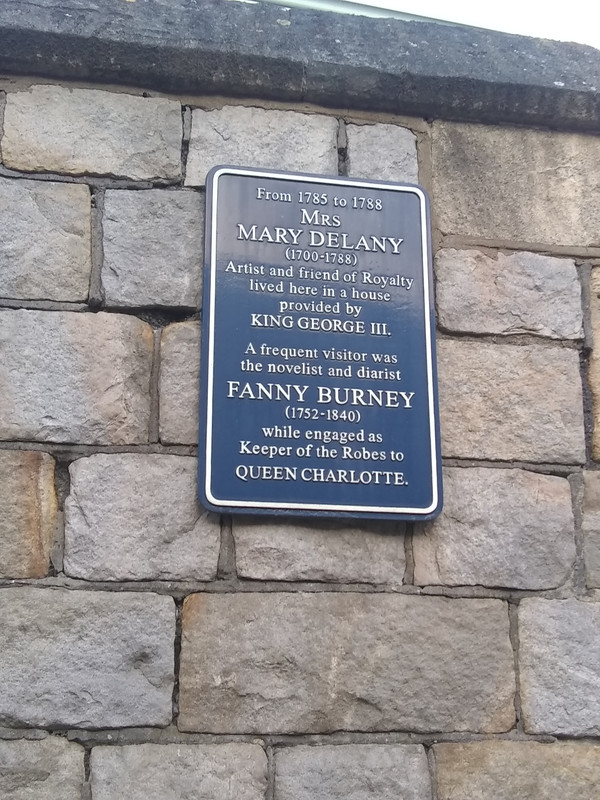 From 1785 to 1788
MRS
MARY DELANY
(1700-1788)
Artist and friend of Royalty
lived here in a house
provided by
KING GEORGE III.
A frequent visitor was
the novelist and diarist
FANNY BURNEY
(1752-1840)
while engaged as
Keeper of the Robes to
QUEEN CHARLOTTE.